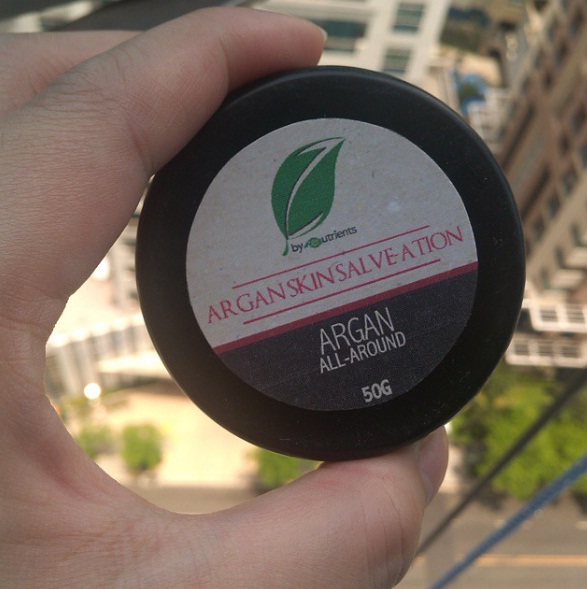 by Nutrients
ARGAN SKIN SALVE-ATION
ARGAN
ALL-AROUND
50G